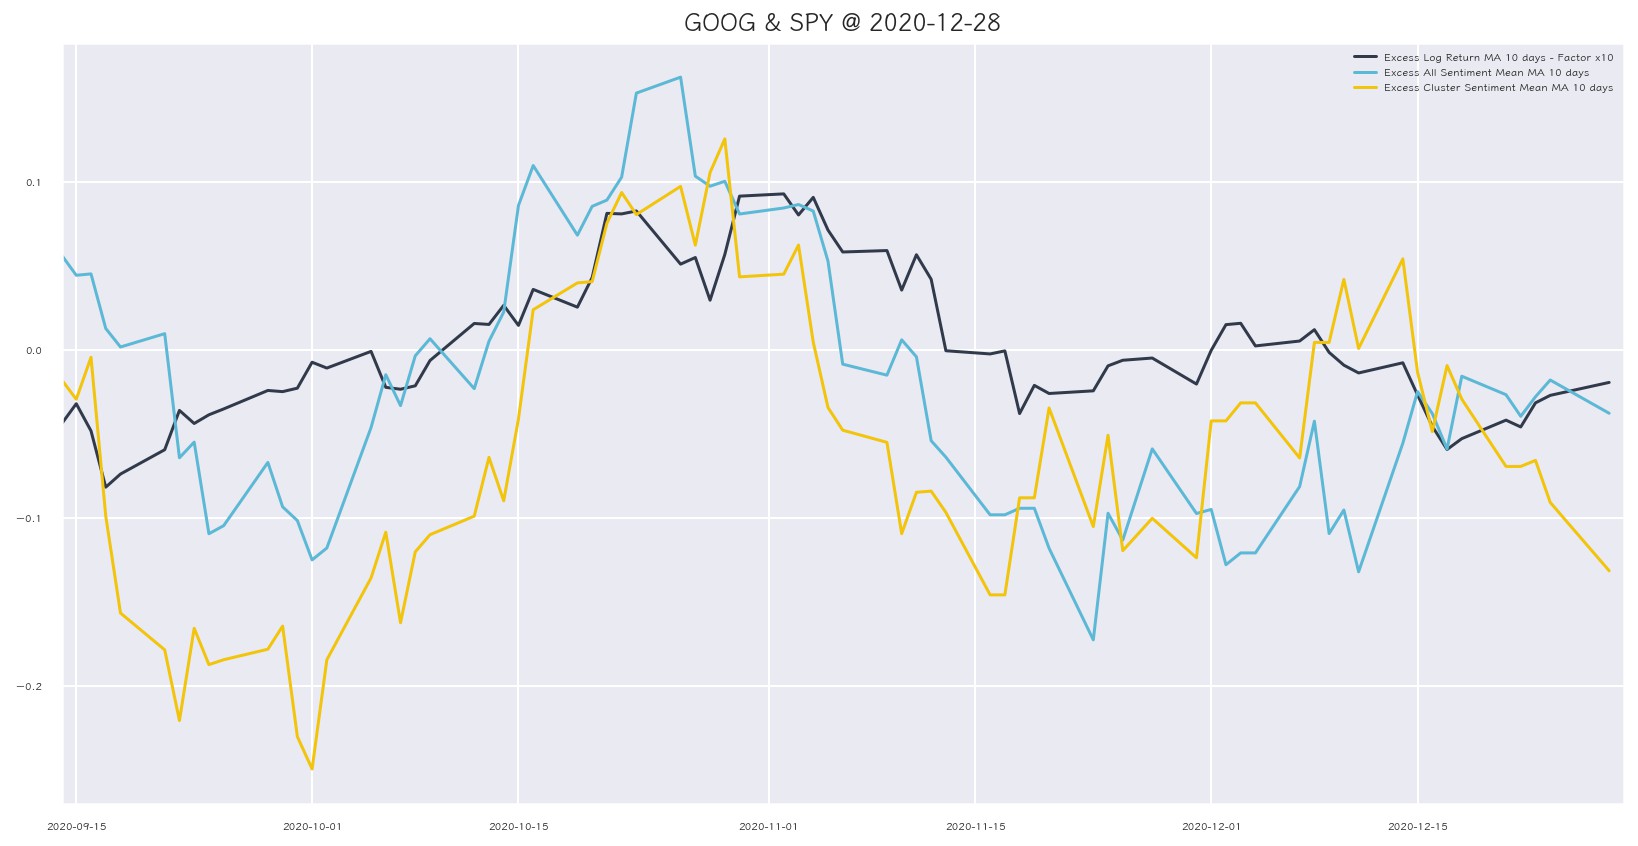 GOOG & SPY @ 2020-12-28
Excess Log Return MA 10 days - Factor x10
Excess All Sentiment Mean MA 10 days
Excess Cluster Sentiment Mean MA 10 days
0.1
0.0
−0.1
−0.2
2020-09-15
2020-10-01
2020-10-15
2020-11-01
2020-11-15
2020-12-01
2020-12-15